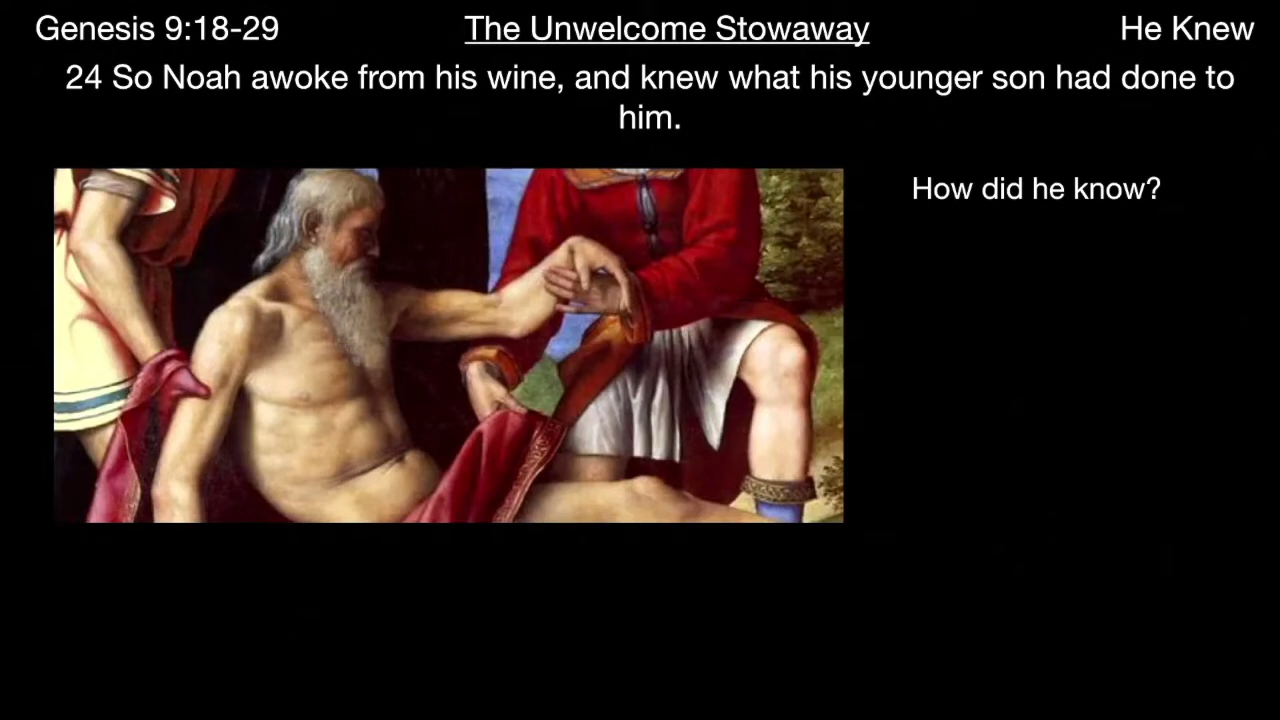 Genesis 9:18-29
The Unwelcome Stowaway
He Knew
24 So Noah awoke from his wine, and knew what his younger son had done to
him.
How did he know?